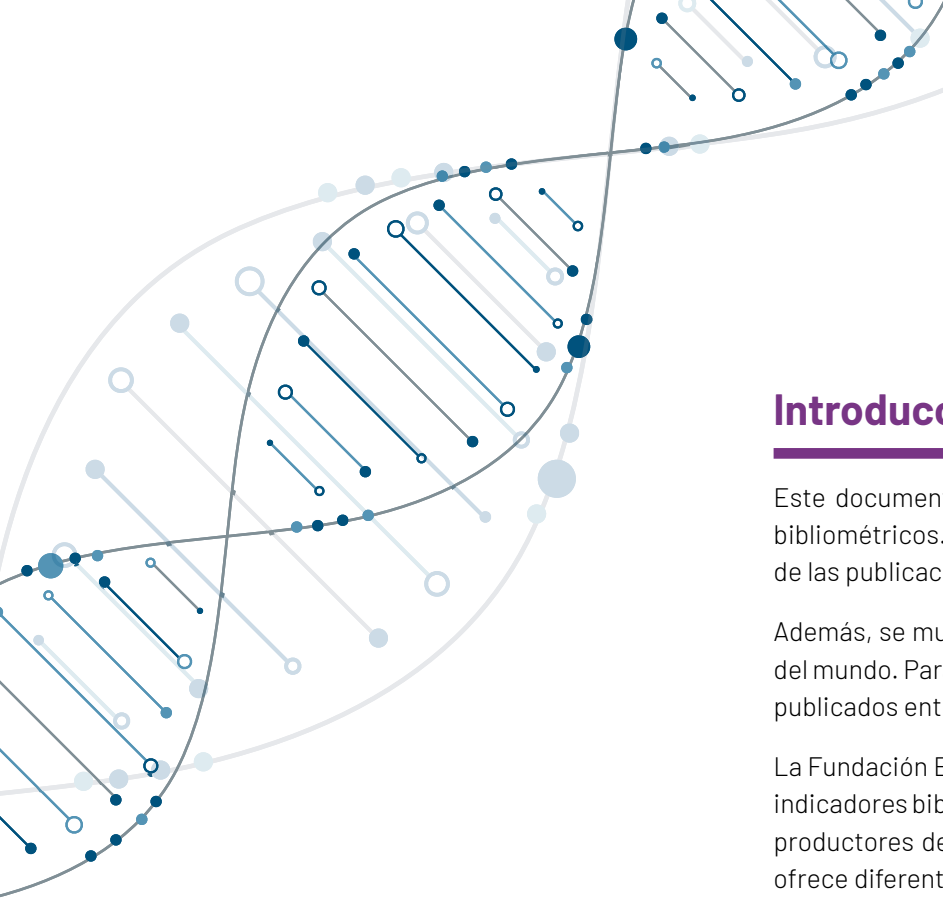 Introducc
Este documen
bibliométricos.
de las publicac
Además, se mu
del mundo. Par
publicados ent
La Fundación E
indicadores bib
productores de
ofrece diferent